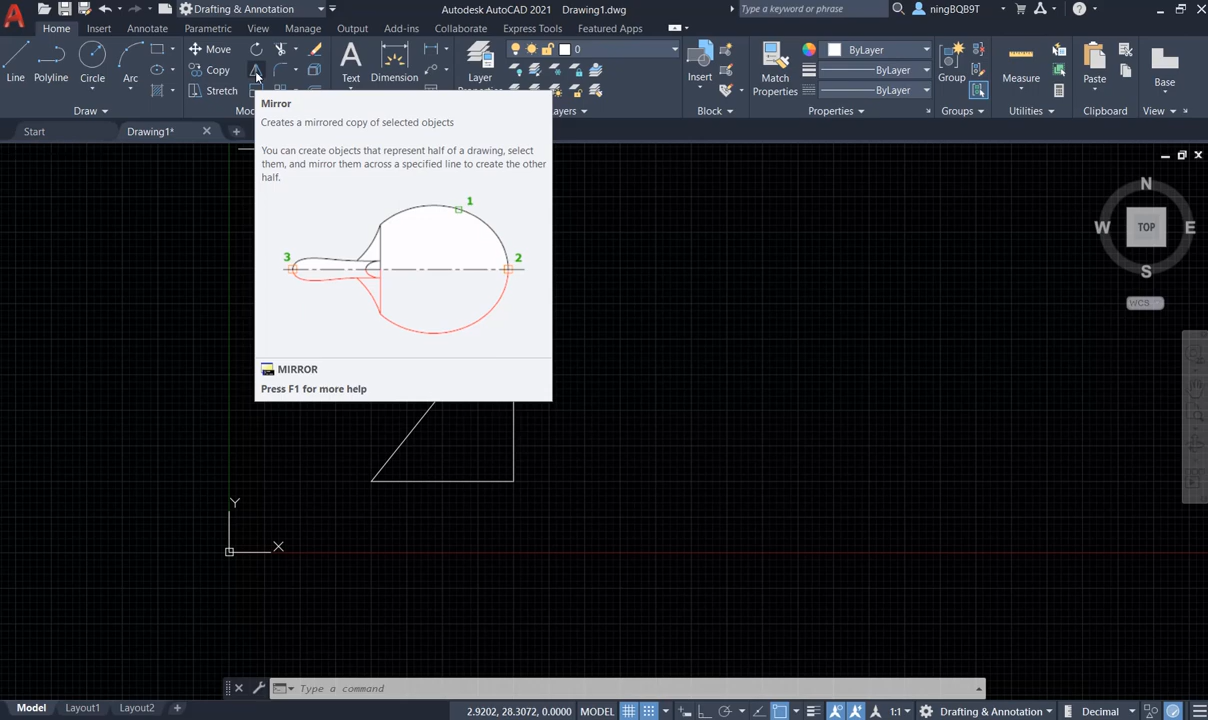 Drafting & Annotation
Autodesk AutoCAD 2021 Drawing1.dwg
Type a keyword or phrase
ningBQB9T
Home Insert Annotate Parametric View Manage Output Add-ins Collaborate Express Tools Featured Apps
Line Polyline Circle Arc
Move
Copy
Stretch
Text Dimension
Layer
Properties
0
Insert
Match
Properties
ByLayer
ByLayer
ByLayer
Group
Measure
Paste
Base
Draw
Block
Properties
Groups
Utilities
Clipboard
View
Start
Drawing1*
Mirror
Creates a mirrored copy of selected objects
You can create objects that represent half of a drawing, select
them, and mirror them across a specified line to create the other
half.
1
2
3
MIRROR
Press F1 for more help
N
W TOP E
S
WCS
Y
X
Type a command
Model Layout1 Layout2
2.9202, 28.3072, 0.0000 MODEL
1:1
Drafting & Annotation
Decimal